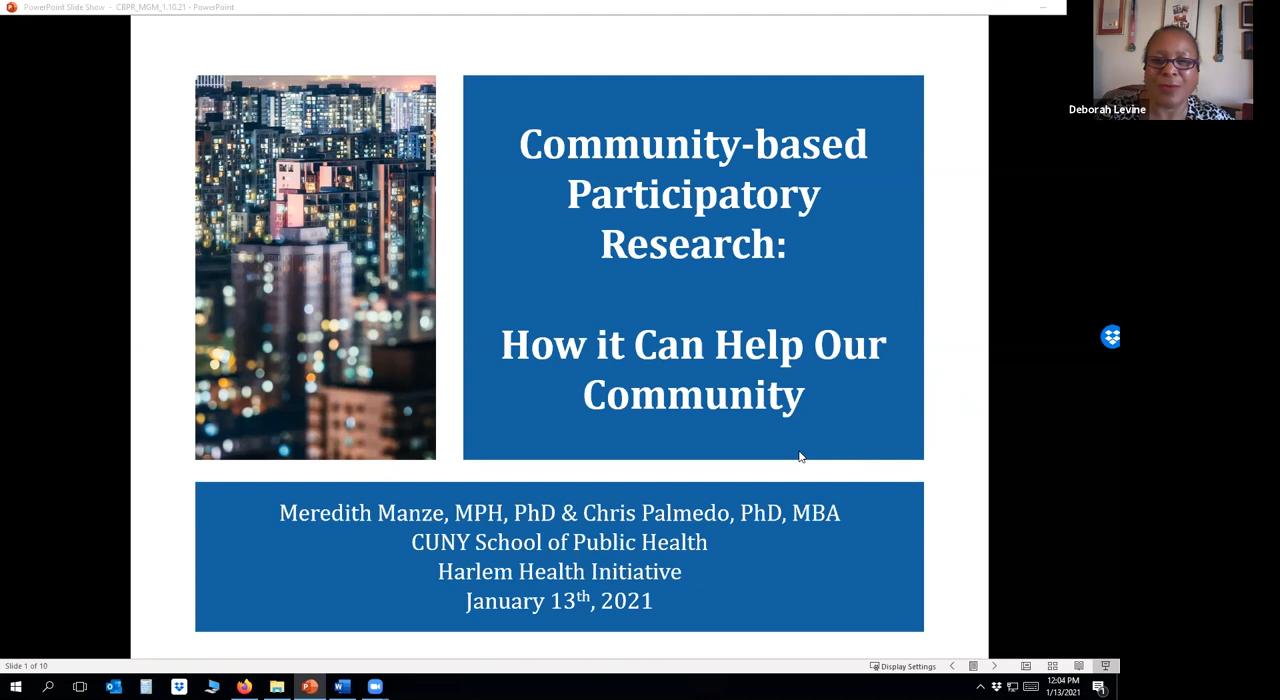 PowerPoint Slide Show - CBPR_MGM_1.10.21 - PowerPoint
Deborah Levine
Community-based
Participatory
Research:
How it Can Help Our
Community
Meredith Manze, MPH, PhD & Chris Palmedo, PhD, MBA
CUNY School of Public Health
Harlem Health Initiative
January 13th, 2021
Slide 1 of 10
Display Settings
12:04 PM
1/13/2021